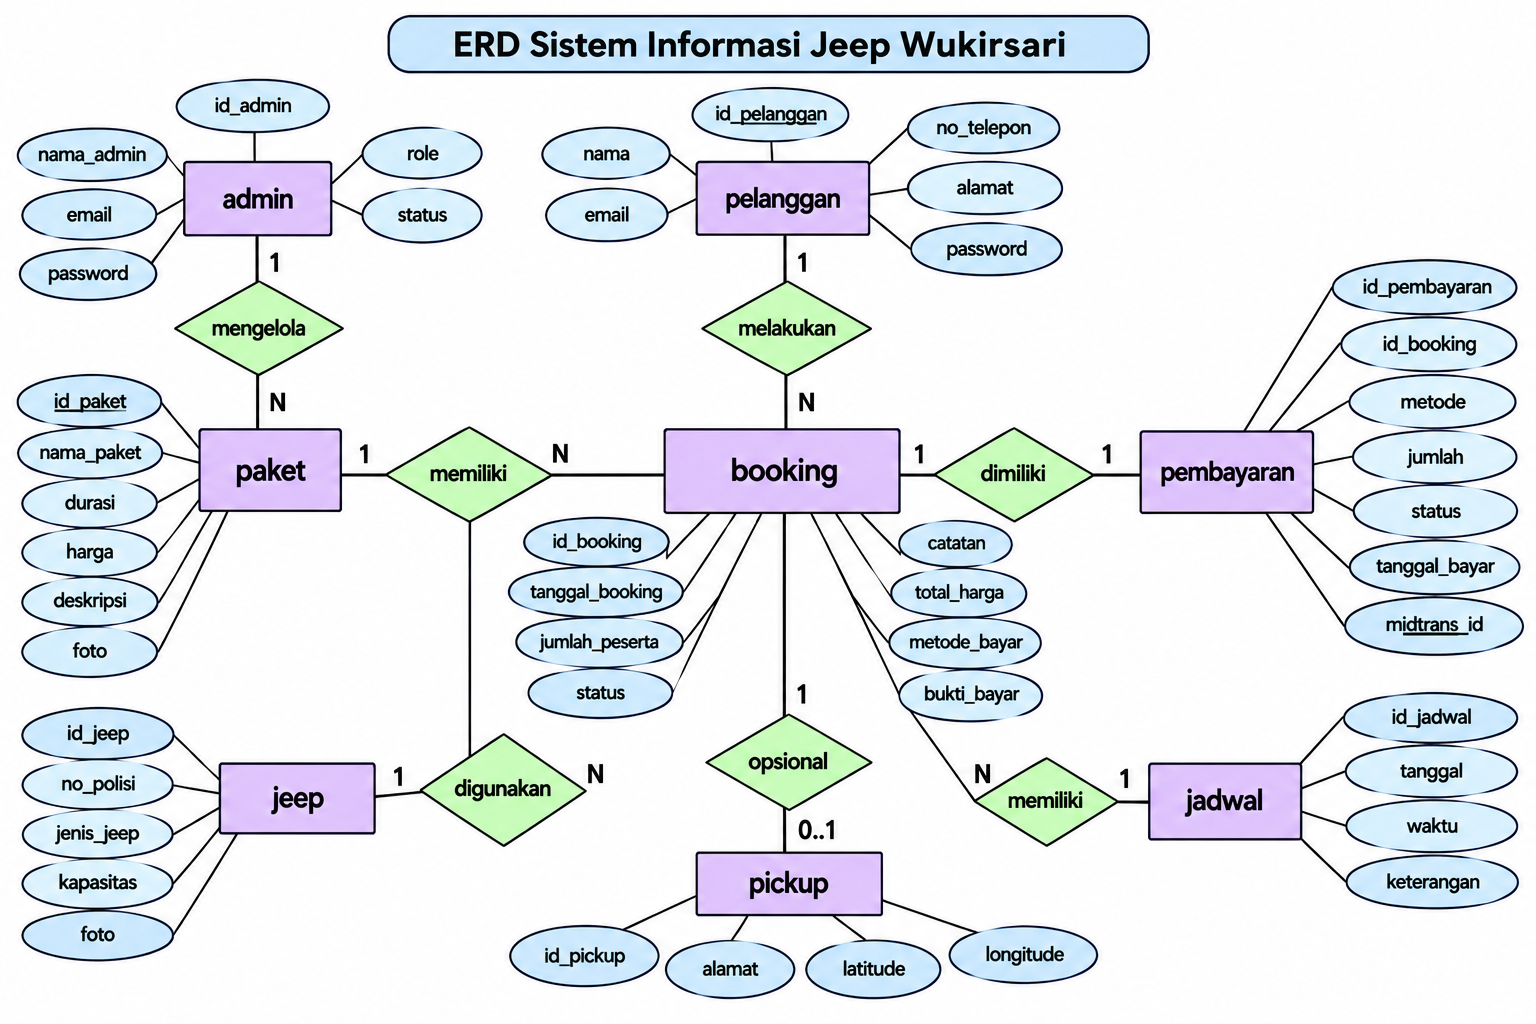 ERD Sistem Informasi Jeep Wukirsari
id_admin
nama_admin
email
password
role
status
admin
1
mengelola
N
id_pelanggan
nama
email
no_telepon
alamat
password
pelanggan
1
melakukan
N
id_paket
nama_paket
durasi
harga
deskripsi
foto
paket
1
memiliki
N
booking
1
dimiliki
1
pembayaran
id_pembayaran
id_booking
metode
jumlah
status
tanggal_bayar
midtrans_id
id_booking
tanggal_booking
jumlah_peserta
status
catatan
total_harga
metode_bayar
bukti_bayar
id_jeep
no_polisi
jenis_jeep
kapasitas
foto
jeep
1
digunakan
N
1
opsional
0..1
pickup
id_pickup
alamat
latitude
longitude
N
memiliki
1
jadwal
id_jadwal
tanggal
waktu
keterangan